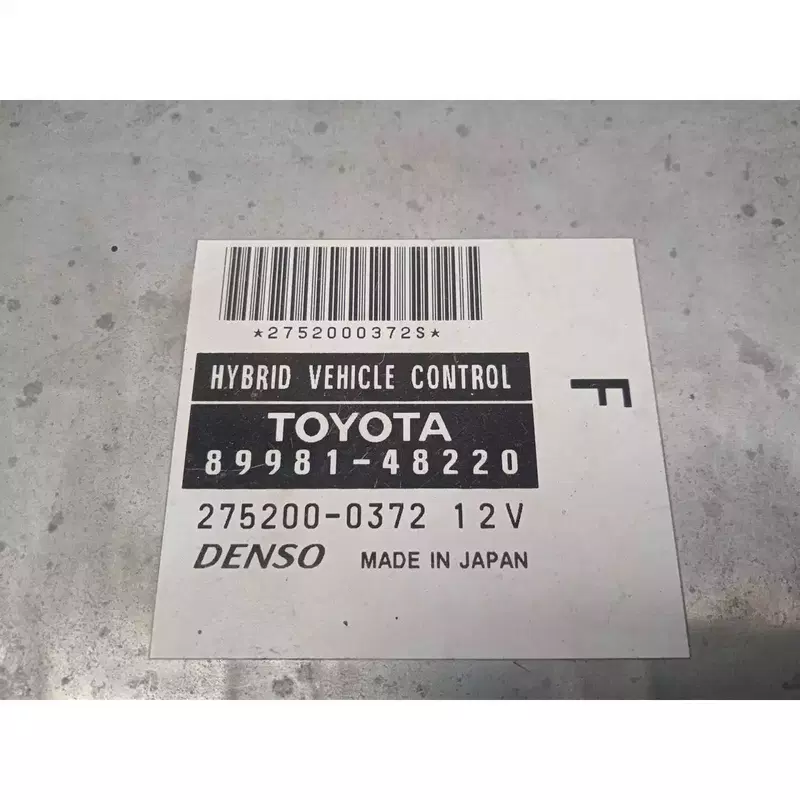 *2752000372S*
HYBRID VEHICLE CONTROL
TOYOTA
89981-48220
275200-0372 12V
DENSO MADE IN JAPAN
F